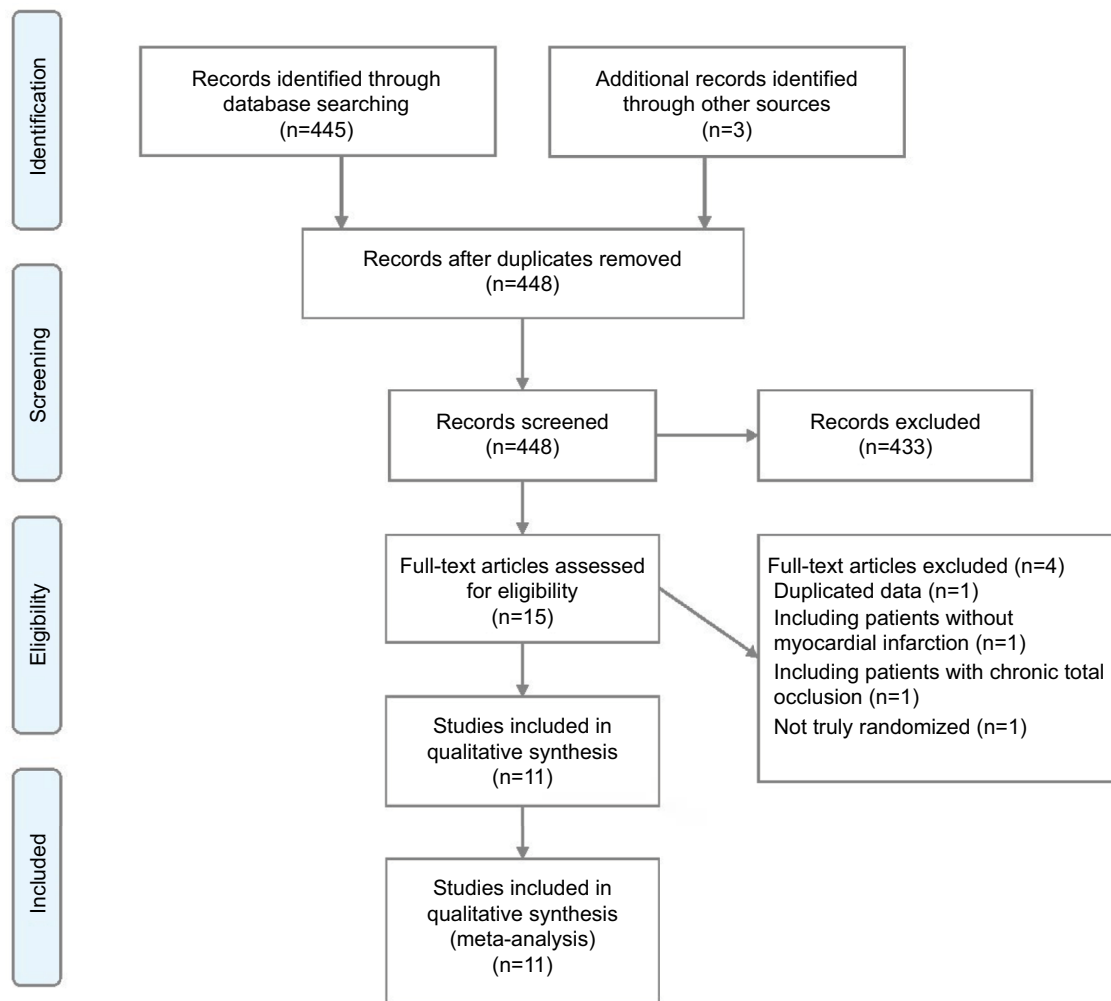 Identification
Records identified through
database searching
(n=445)
Additional records identified
through other sources
(n=3)
Records after duplicates removed
(n=448)
Screening
Records screened
(n=448)
Records excluded
(n=433)
Eligibility
Full-text articles assessed
for eligibility
(n=15)
Full-text articles excluded (n=4)
Duplicated data (n=1)
Including patients without
myocardial infarction (n=1)
Including patients with chronic total
occlusion (n=1)
Not truly randomized (n=1)
Studies included in
qualitative synthesis
(n=11)
Included
Studies included in
qualitative synthesis
(meta-analysis)
(n=11)